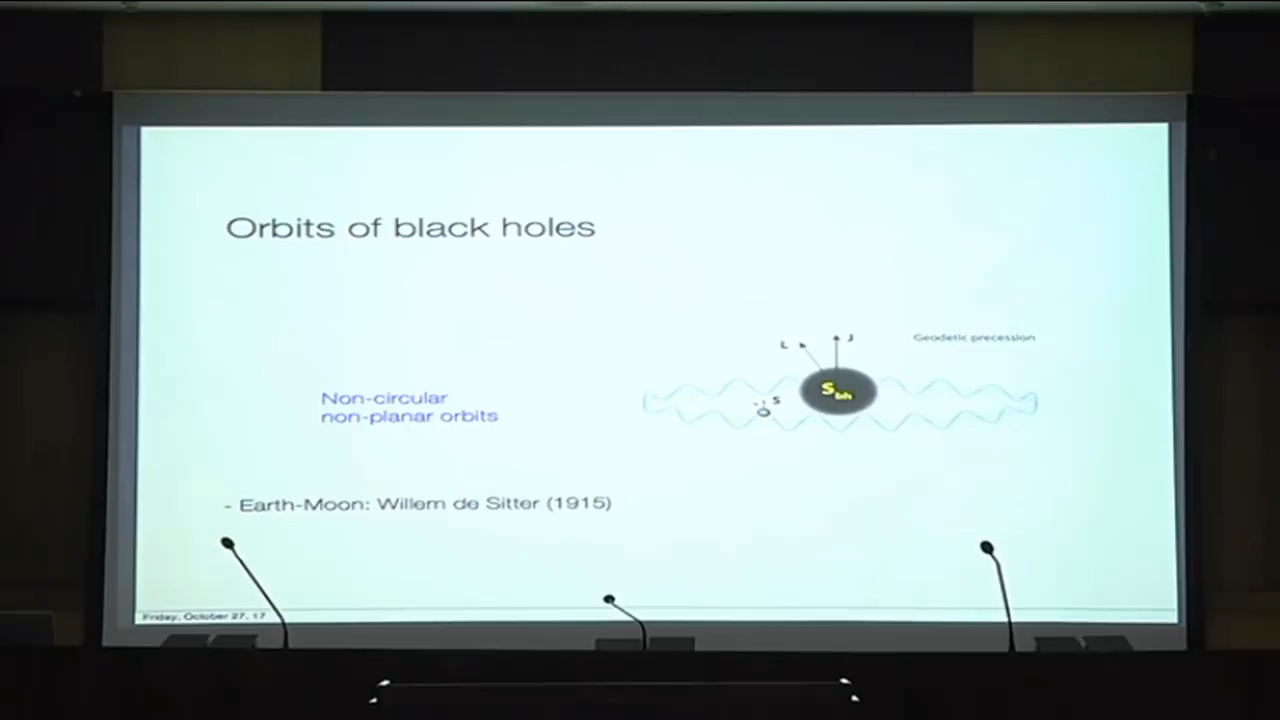 Orbits of black holes
L
J
Geodetic precession
S
Sbh
Non-circular
non-planar orbits
- Earth-Moon: Willem de Sitter (1915)
Friday, October 27, 17